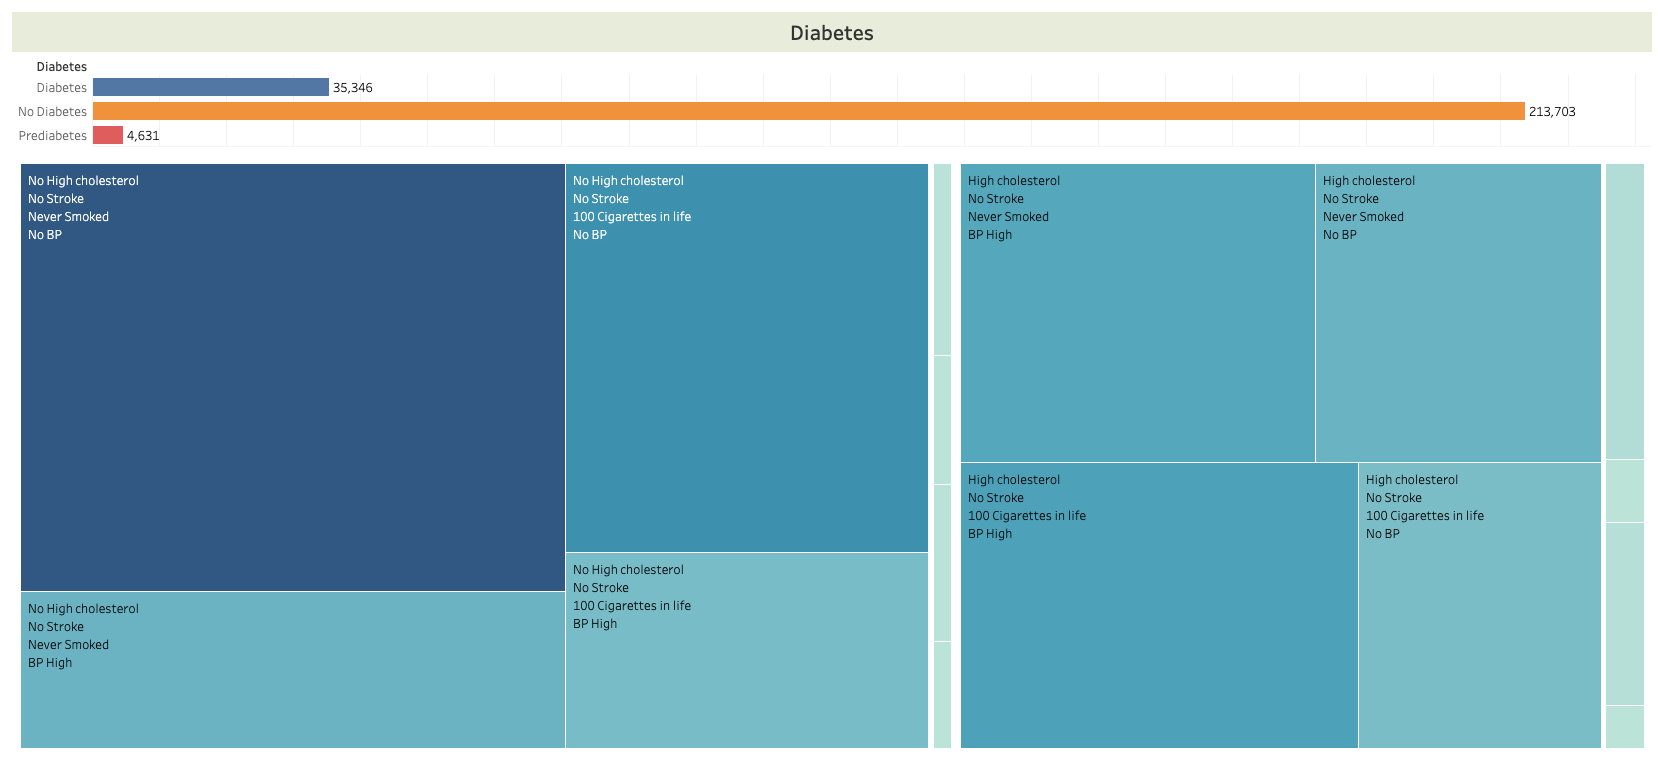 Diabetes
Diabetes
Diabetes 35,346
No Diabetes 213,703
Prediabetes 4,631
No High cholesterol
No Stroke
Never Smoked
No BP
No High cholesterol
No Stroke
100 Cigarettes in life
No BP
High cholesterol
No Stroke
Never Smoked
BP High
High cholesterol
No Stroke
Never Smoked
No BP
High cholesterol
No Stroke
100 Cigarettes in life
BP High
High cholesterol
No Stroke
100 Cigarettes in life
No BP
No High cholesterol
No Stroke
100 Cigarettes in life
BP High
No High cholesterol
No Stroke
Never Smoked
BP High